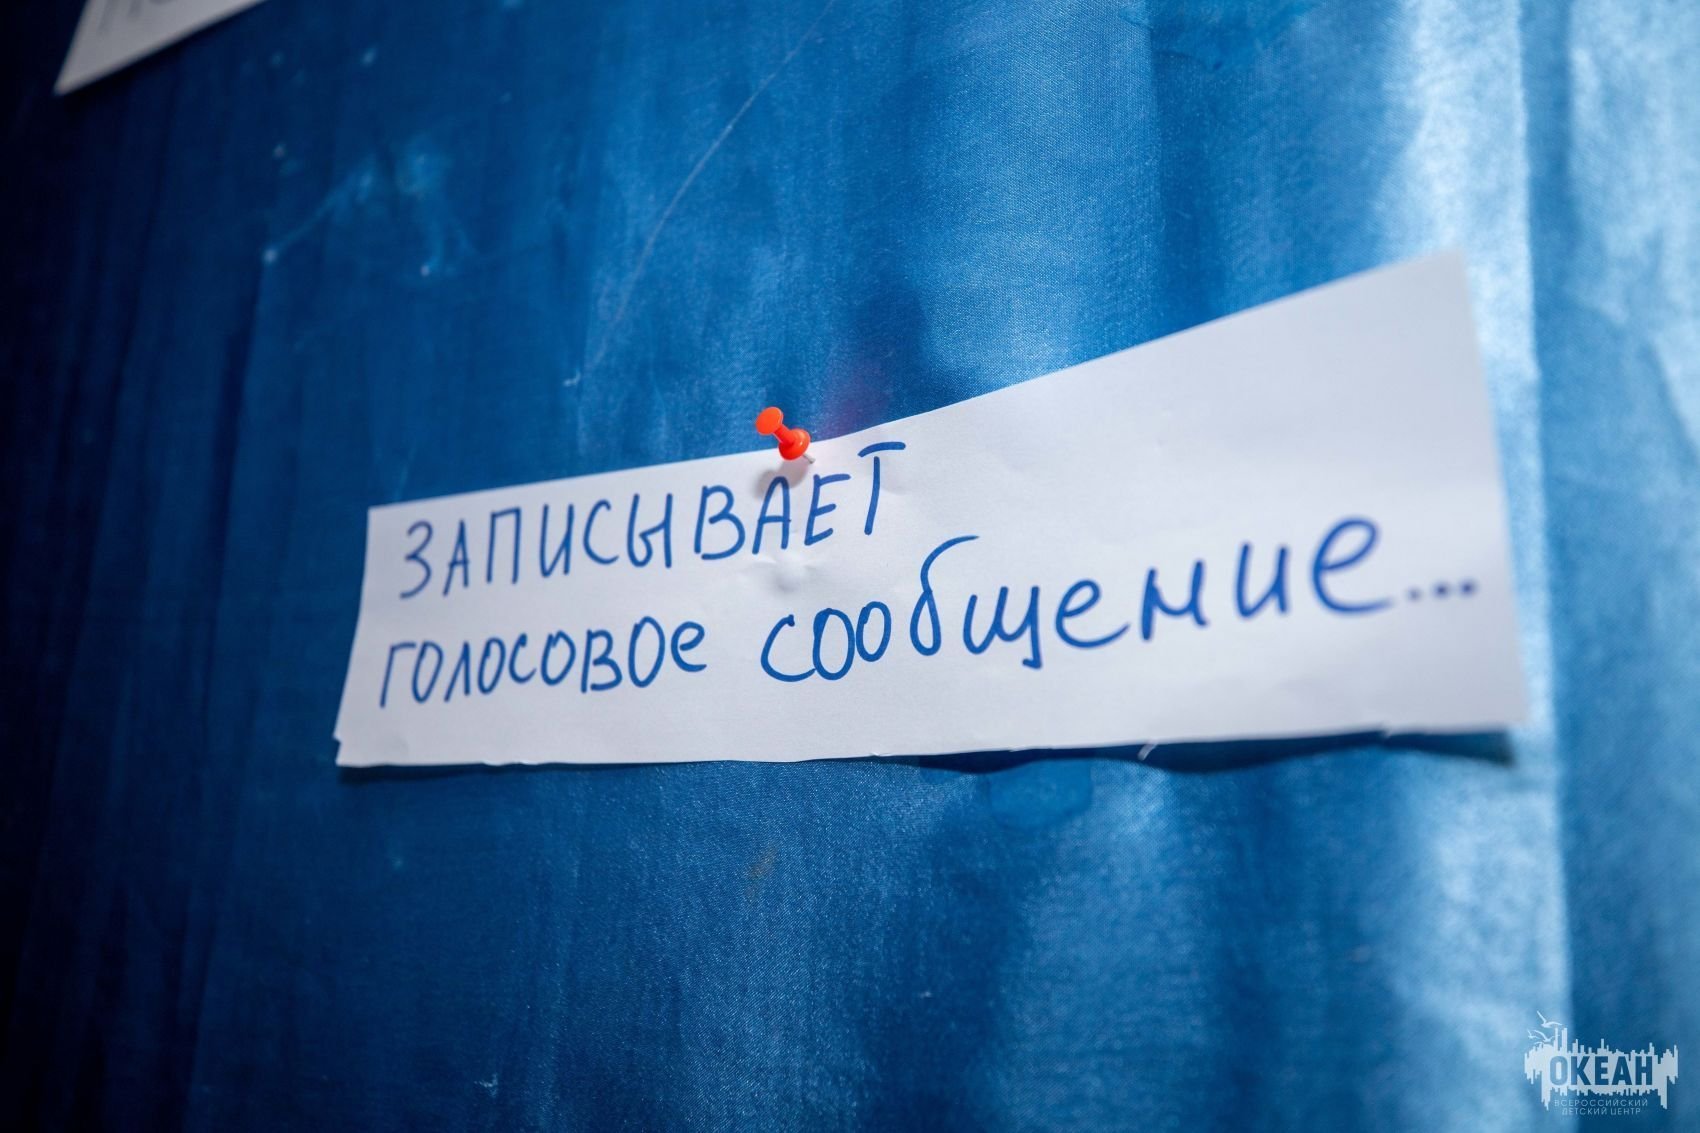 ЗАПИСЫВАЕТ
ГОЛОСОВОе сообщение...
ОКЕАН
ВСЕРОССИЙСКИЙ
ДЕТСКИЙ ЦЕНТР